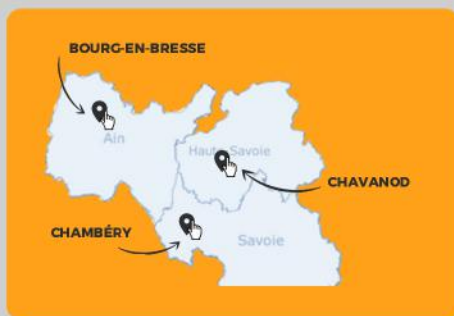 BOURG-EN-BRESSE
Ain
Haute Savoie
CHAVANOD
CHAMBÉRY
Savoie